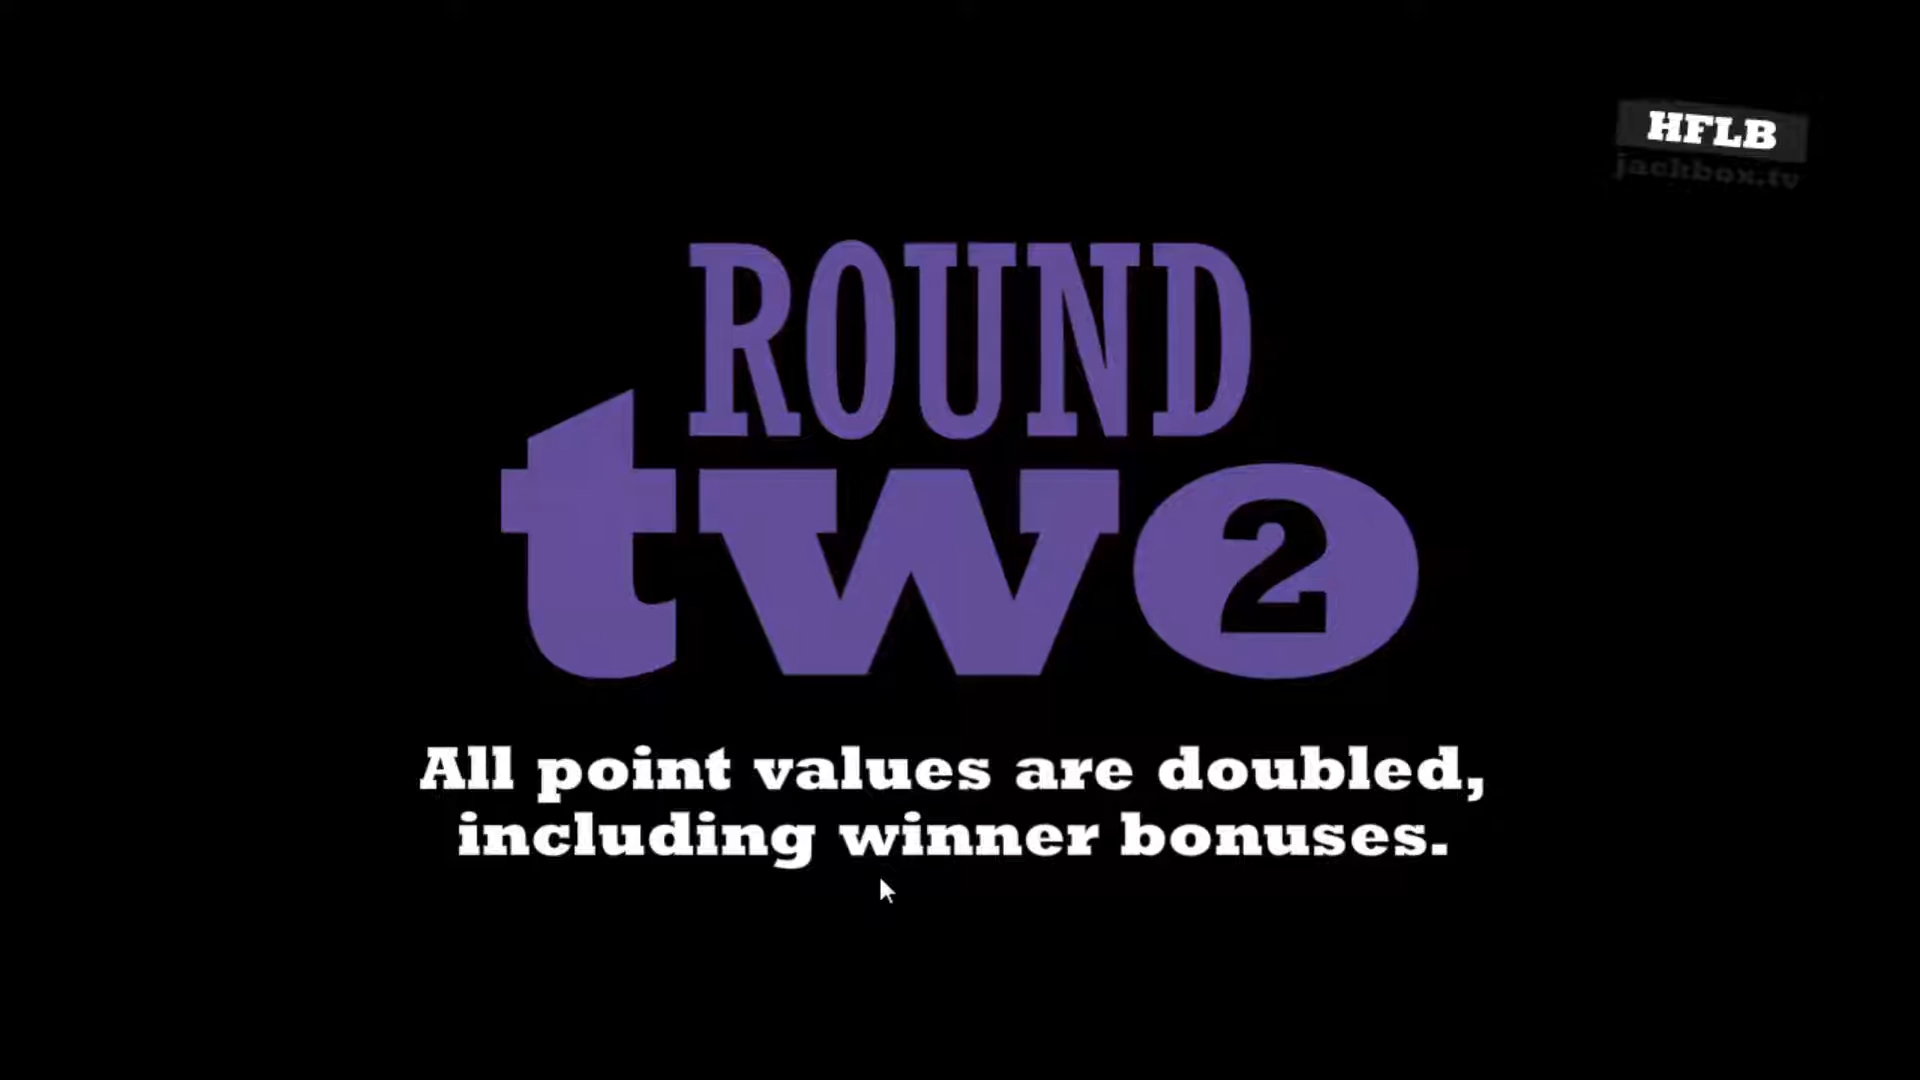 HFLB
jackbox.tv
ROUND
two
2
All point values are doubled,
including winner bonuses.